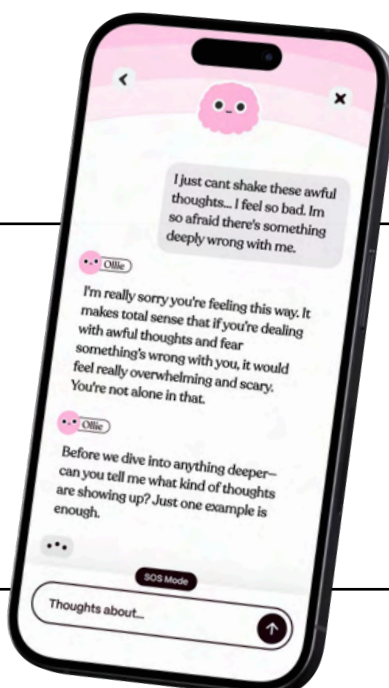 I just cant shake these awful
thoughts... I feel so bad. Im
so afraid there's something
deeply wrong with me.
Ollie
I'm really sorry you're feeling this way. It
makes total sense that if you're dealing
with awful thoughts and fear
something's wrong with you, it would
feel really overwhelming and scary.
You're not alone in that.
Ollie
Before we dive into anything deeper—
can you tell me what kind of thoughts
are showing up? Just one example is
enough.
SOS Mode
Thoughts about...